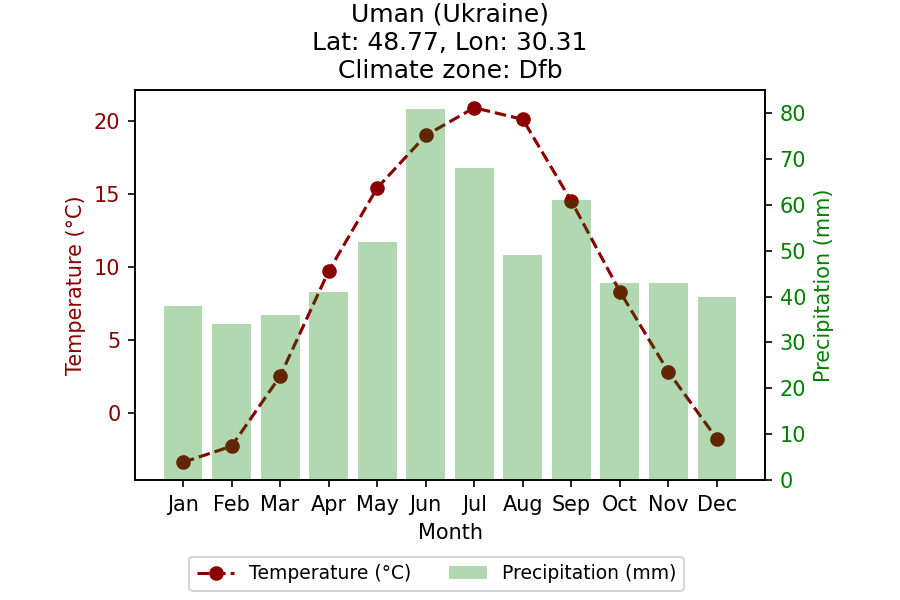 Uman (Ukraine)
Lat: 48.77, Lon: 30.31
Climate zone: Dfb
Temperature (°C)
20
15
10
5
0
80
70
60
50
40
30
20
10
0
Precipitation (mm)
Jan Feb Mar Apr May Jun Jul Aug Sep Oct Nov Dec
Month
Temperature (°C) Precipitation (mm)